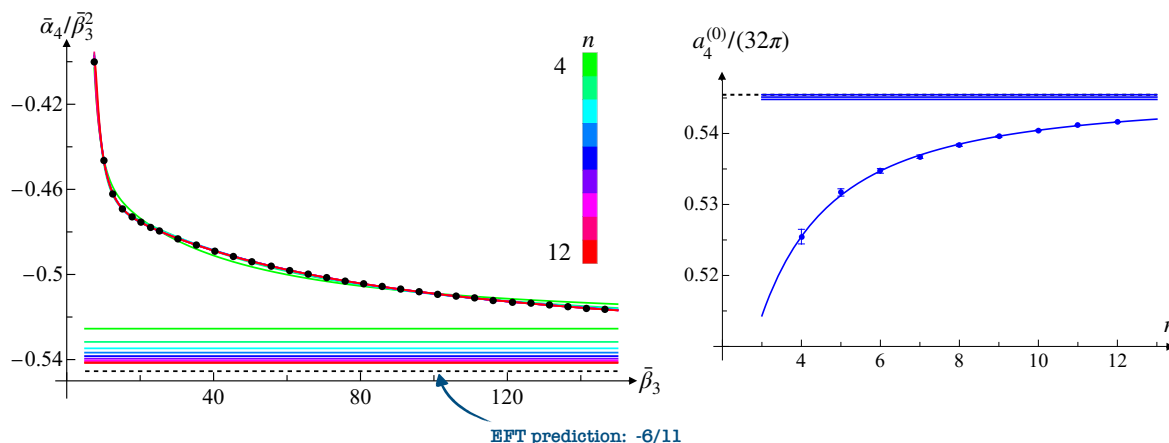 ᾱ₄/β̄₃²
−0.42
−0.46
−0.5
−0.54
40
80
120
β̄₃
n
4
12
EFT prediction: -6/11
a₄⁽⁰⁾/(32π)
0.54
0.53
0.52
4
6
8
10
12
n